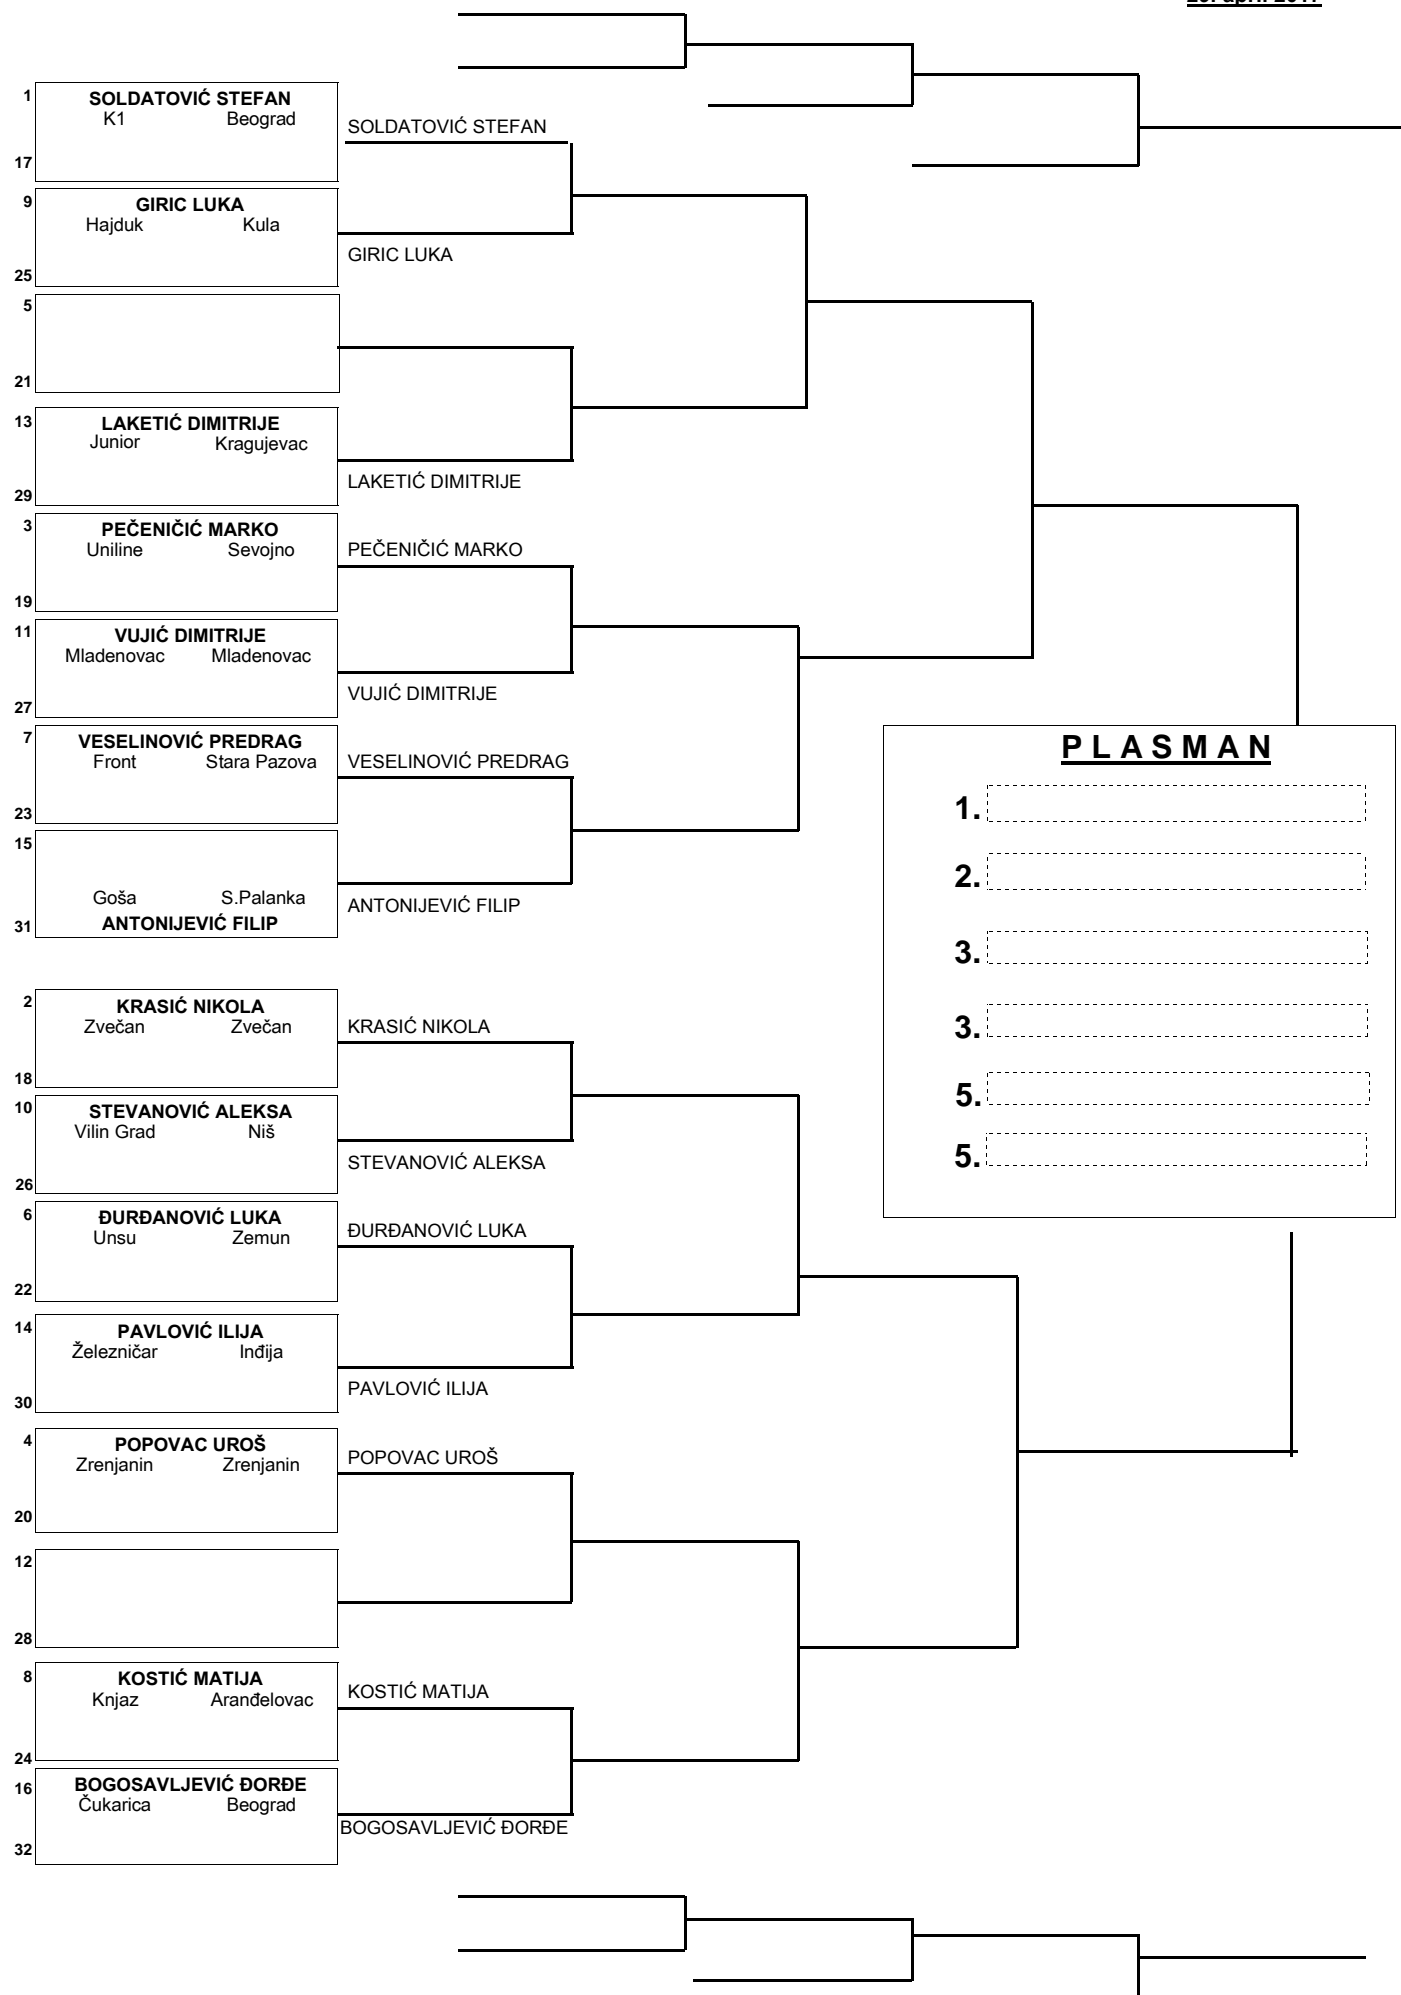 1
SOLDATOVIĆ STEFAN
K1 Beograd
SOLDATOVIĆ STEFAN
17
9
GIRIC LUKA
Hajduk Kula
GIRIC LUKA
25
5
21
13
LAKETIĆ DIMITRIJE
Junior Kragujevac
LAKETIĆ DIMITRIJE
29
3
PEČENIČIĆ MARKO
Uniline Sevojno
PEČENIČIĆ MARKO
19
11
VUJIĆ DIMITRIJE
Mladenovac Mladenovac
VUJIĆ DIMITRIJE
27
7
VESELINOVIĆ PREDRAG
Front Stara Pazova
VESELINOVIĆ PREDRAG
23
15
Goša S.Palanka
ANTONIJEVIĆ FILIP
31 ANTONIJEVIĆ FILIP
PLASMAN
1.
2.
3.
3.
5.
5.
2
KRASIĆ NIKOLA
Zvečan Zvečan
KRASIĆ NIKOLA
18
10
STEVANOVIĆ ALEKSA
Vilin Grad Niš
STEVANOVIĆ ALEKSA
26
6
ĐURĐANOVIĆ LUKA
Unsu Zemun
ĐURĐANOVIĆ LUKA
22
14
PAVLOVIĆ ILIJA
Železničar Inđija
PAVLOVIĆ ILIJA
30
4
POPOVAC UROŠ
Zrenjanin Zrenjanin
POPOVAC UROŠ
20
12
28
8
KOSTIĆ MATIJA
Knjaz Aranđelovac
KOSTIĆ MATIJA
24
16
BOGOSAVLJEVIĆ ĐORĐE
Čukarica Beograd
BOGOSAVLJEVIĆ ĐORĐE
32